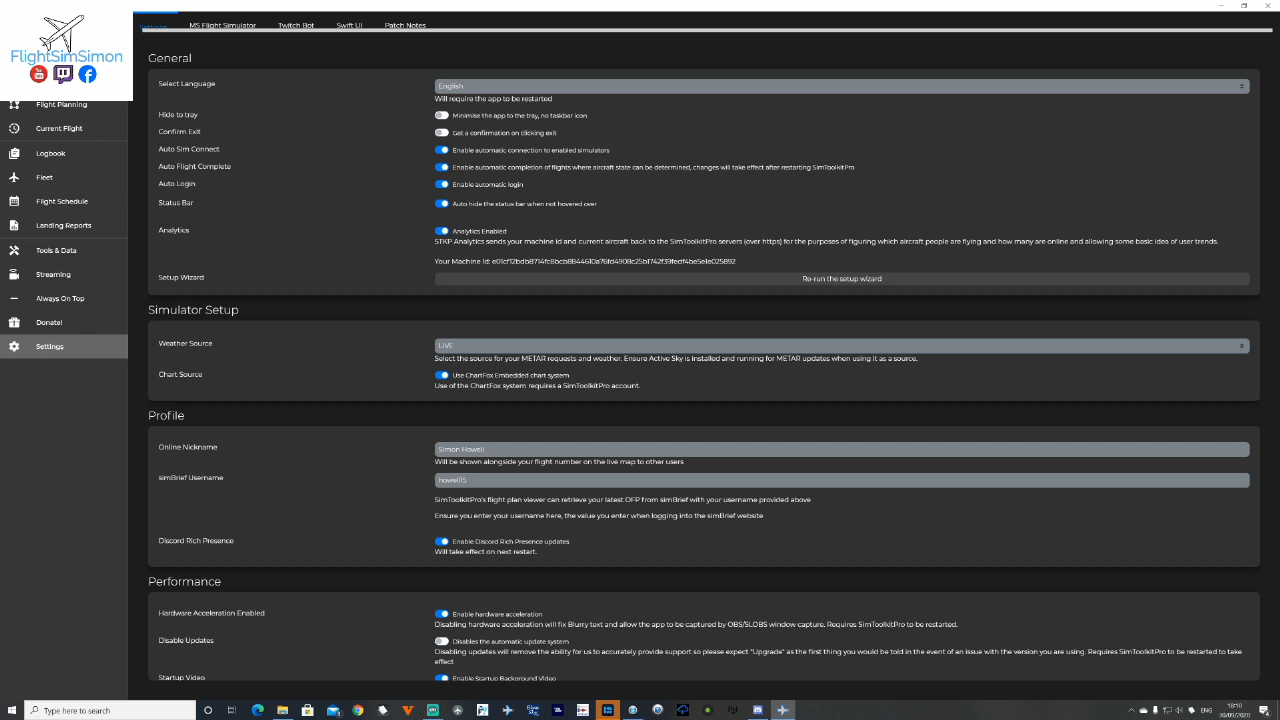 FlightSimSimon
Settings
MS Flight Simulator
Twitch Bot
Swift UI
Patch Notes
Flight Planning
Current Flight
Logbook
Fleet
Flight Schedule
Landing Reports
Tools & Data
Streaming
Always On Top
Donate!
Settings
General
Select Language
English
Will require the app to be restarted
Hide to tray
Minimise the app to the tray, no taskbar icon
Confirm Exit
Get a confirmation on clicking exit
Auto Sim Connect
Enable automatic connection to enabled simulators
Auto Flight Complete
Enable automatic completion of flights where aircraft state can be determined, changes will take effect after restarting SimToolkitPro
Auto Login
Enable automatic login
Status Bar
Auto hide the status bar when not hovered over
Analytics
Analytics Enabled
STKP Analytics sends your machine id and current aircraft back to the SimToolkitPro servers (over https) for the purposes of figuring which aircraft people are flying and how many are online and allowing some basic idea of user trends.
Your Machine Id:
Setup Wizard
Re-run the setup wizard
Simulator Setup
Weather Source
LIVE
Select the source for your METAR requests and weather. Ensure Active Sky is installed and running for METAR updates when using it as a source.
Chart Source
Use ChartFox Embedded chart system
Use of the ChartFox system requires a SimToolkitPro account.
Profile
Online Nickname
Simon Howell
Will be shown alongside your flight number on the live map to other users
simBrief Username
howell15
SimToolkitPro's flight plan viewer can retrieve your latest OFP from simBrief with your username provided above
Ensure you enter your username here, the value you enter when logging into the simBrief website
Discord Rich Presence
Enable Discord Rich Presence updates
Will take effect on next restart.
Performance
Hardware Acceleration Enabled
Enable hardware acceleration
Disabling hardware acceleration will fix Blurry text and allow the app to be captured by OBS/SLOBS window capture. Requires SimToolkitPro to be restarted.
Disable Updates
Disables the automatic update system
Disabling updates will remove the ability for us to accurately provide support so please expect "Upgrade" as the first thing you would be told in the event of an issue with the version you are using. Requires SimToolkitPro to be restarted to take
effect
Startup Video
Enable Startup Background Video
Type here to search
18:10
30/09/2020